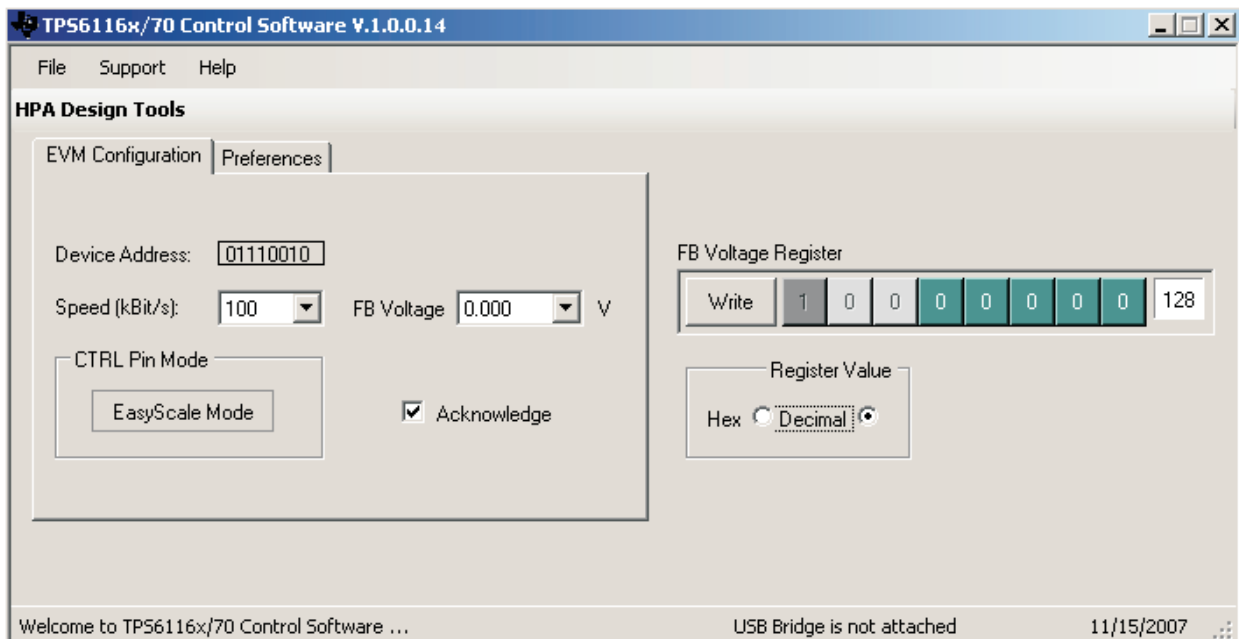 TPS6116x/70 Control Software V.1.0.0.14
File Support Help
HPA Design Tools
EVM Configuration Preferences
Device Address: 01110010
Speed (kBit/s): 100 FB Voltage 0.000 V
CTRL Pin Mode
EasyScale Mode
Acknowledge
FB Voltage Register
Write 1 0 0 0 0 0 0 0 128
Register Value
Hex Decimal
Welcome to TPS6116x/70 Control Software ... USB Bridge is not attached 11/15/2007